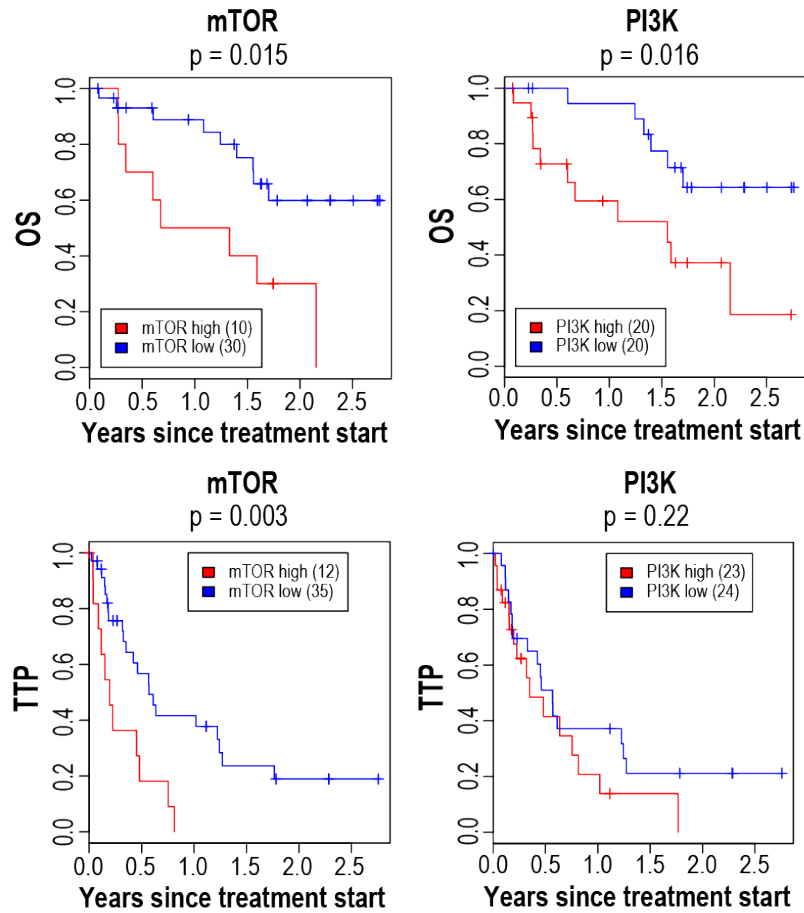 mTOR
p = 0.015
OS
1.0
0.8
0.6
0.4
0.2
0.0
mTOR high (10)
mTOR low (30)
0.0 0.5 1.0 1.5 2.0 2.5
Years since treatment start
PI3K
p = 0.016
OS
1.0
0.8
0.6
0.4
0.2
0.0
PI3K high (20)
PI3K low (20)
0.0 0.5 1.0 1.5 2.0 2.5
Years since treatment start
mTOR
p = 0.003
TTP
1.0
0.8
0.6
0.4
0.2
0.0
mTOR high (12)
mTOR low (35)
0.0 0.5 1.0 1.5 2.0 2.5
Years since treatment start
PI3K
p = 0.22
TTP
1.0
0.8
0.6
0.4
0.2
0.0
PI3K high (23)
PI3K low (24)
0.0 0.5 1.0 1.5 2.0 2.5
Years since treatment start